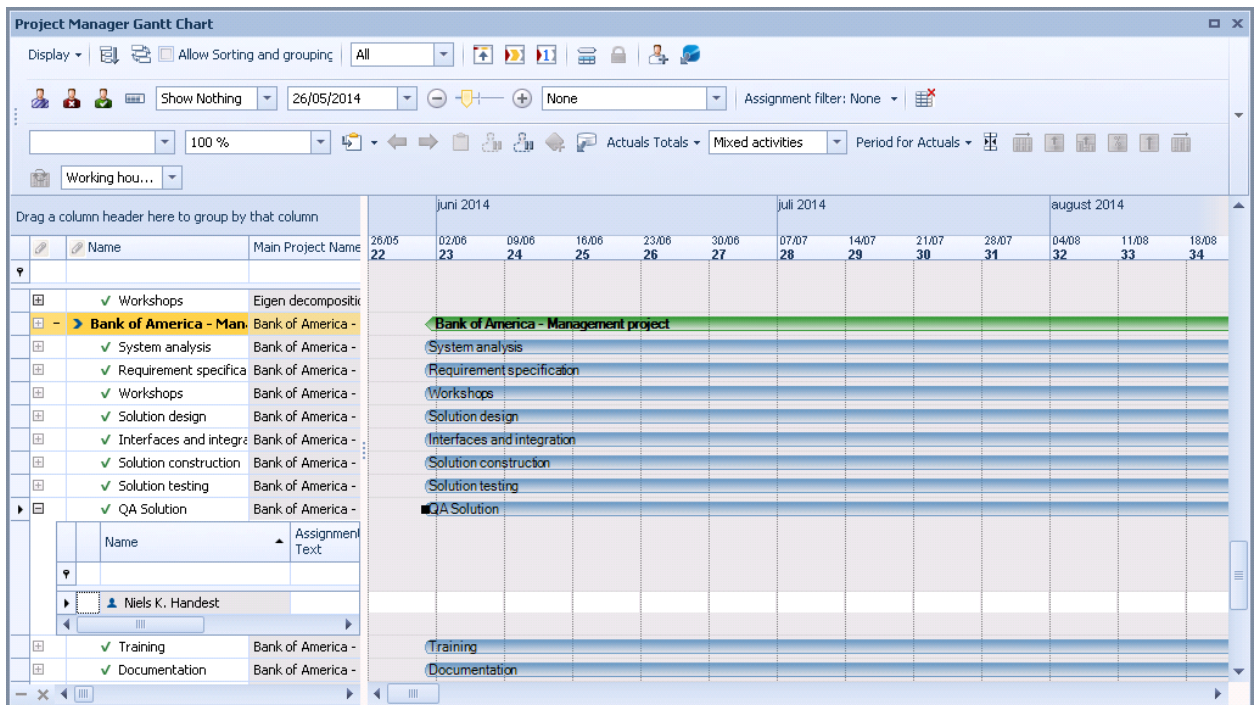 Project Manager Gantt Chart
Display Allow Sorting and grouping All
Show Nothing 26/05/2014 None Assignment filter: None
100 % Actuals Totals Mixed activities Period for Actuals
Working hou...
Drag a column header here to group by that column juni 2014 juli 2014 august 2014
Name Main Project Name 26/05 02/06 09/06 16/06 23/06 30/06 07/07 14/07 21/07 28/07 04/08 11/08 18/08
22 23 24 25 26 27 28 29 30 31 32 33 34
Workshops Eigen decompositi
Bank of America - Man Bank of America - Bank of America - Management project
System analysis Bank of America - System analysis
Requirement specifica Bank of America - Requirement specification
Workshops Bank of America - Workshops
Solution design Bank of America - Solution design
Interfaces and integra Bank of America - Interfaces and integration
Solution construction Bank of America - Solution construction
Solution testing Bank of America - Solution testing
QA Solution Bank of America - QA Solution
Name Assignment
Text
Niels K. Handest
Training Bank of America - Training
Documentation Bank of America - Documentation